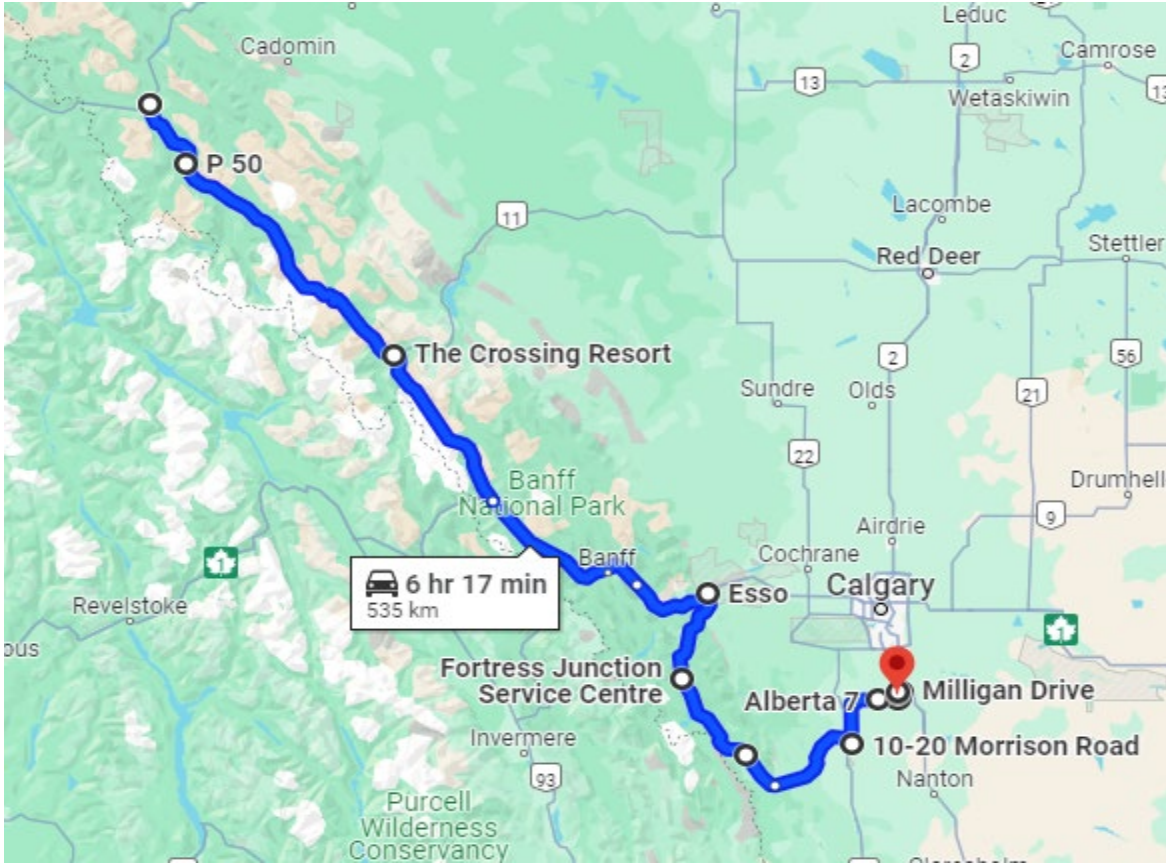 Leduc
Cadomin
2
Camrose
13
Wetaskiwin
13
P 50
Lacombe
11
Stettler
Red Deer
2
56
The Crossing Resort
Sundre
Olds
21
22
Drumhell
Banff
National Park
9
Airdrie
Cochrane
1
Banff
6 hr 17 min
535 km
Esso
Calgary
Revelstoke
1
ous
Fortress Junction
Service Centre
Milligan Drive
Alberta 7
Invermere
10-20 Morrison Road
93
Nanton
Purcell
Wilderness
Conservancy